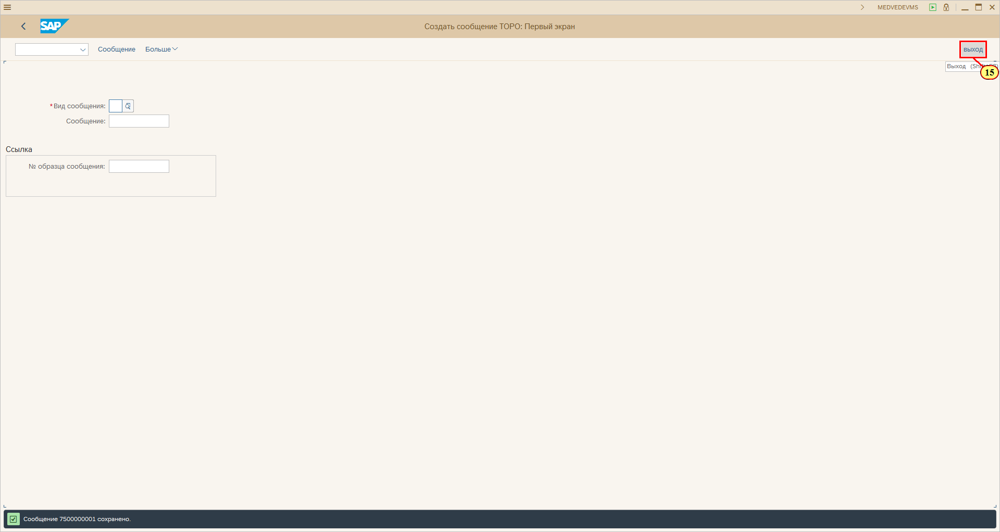 MEDVEDEVMS
SAP
Создать сообщение ТОРО: Первый экран
Сообщение
Больше
выход
Выход
15
*Вид сообщения:
Сообщение:
Ссылка
№ образца сообщения:
Сообщение 7500000001 сохранено.